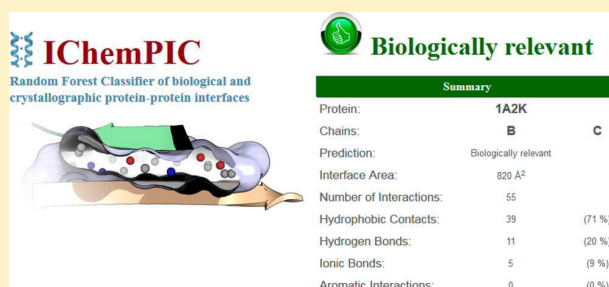 IChemPIC
Random Forest Classifier of biological and
crystallographic protein-protein interfaces
Biologically relevant
Summary
Protein: 1A2K
Chains: B C
Prediction: Biologically relevant
Interface Area: 820 Å²
Number of Interactions: 55
Hydrophobic Contacts: 39 (71 %)
Hydrogen Bonds: 11 (20 %)
Ionic Bonds: 5 (9 %)
Aromatic Interactions: 0 (0 %)